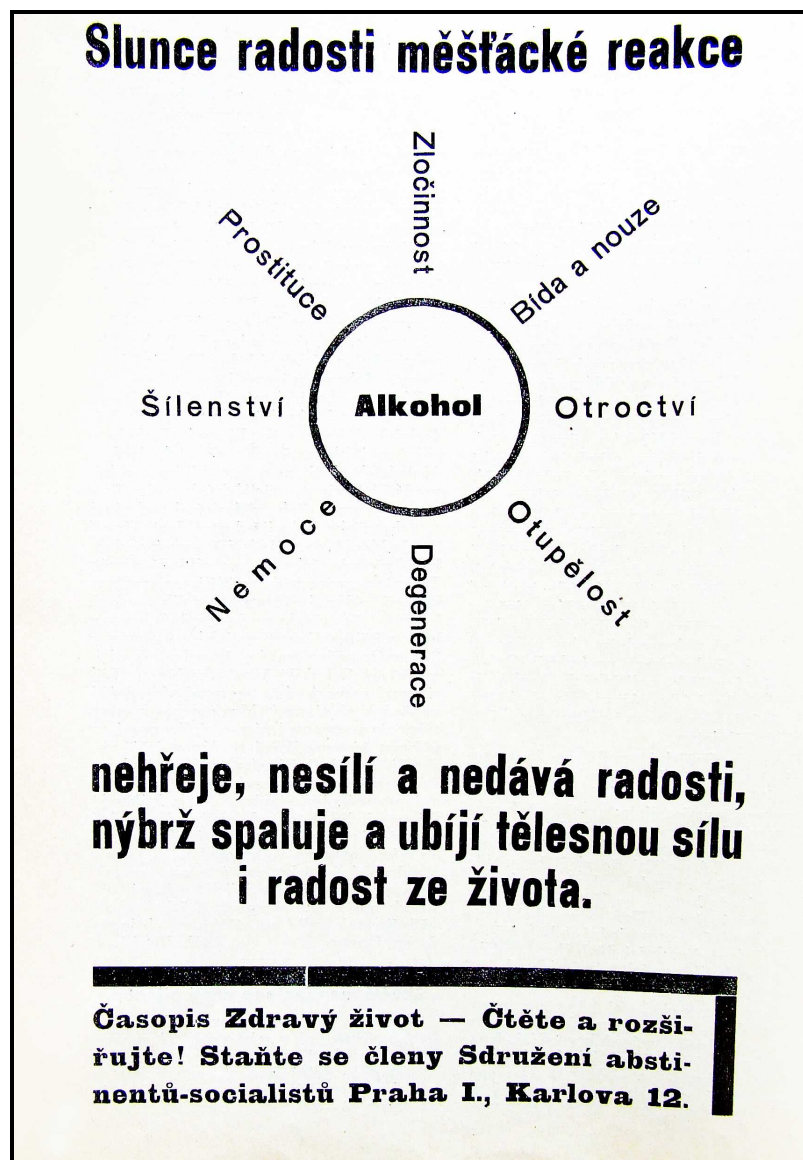 Slunce radosti měšťácké reakce
Zločinnost
Prostituce
Bída a nouze
Šílenství
Alkohol
Otroctví
Nemoce
Otupělost
Degenerace
nehřeje, nesílí a nedává radosti,
nýbrž spaluje a ubíjí tělesnou sílu
i radost ze života.
Časopis Zdravý život — Čtěte a rozši-
řujte! Staňte se členy Sdružení absti-
nentů-socialistů Praha I., Karlova 12.